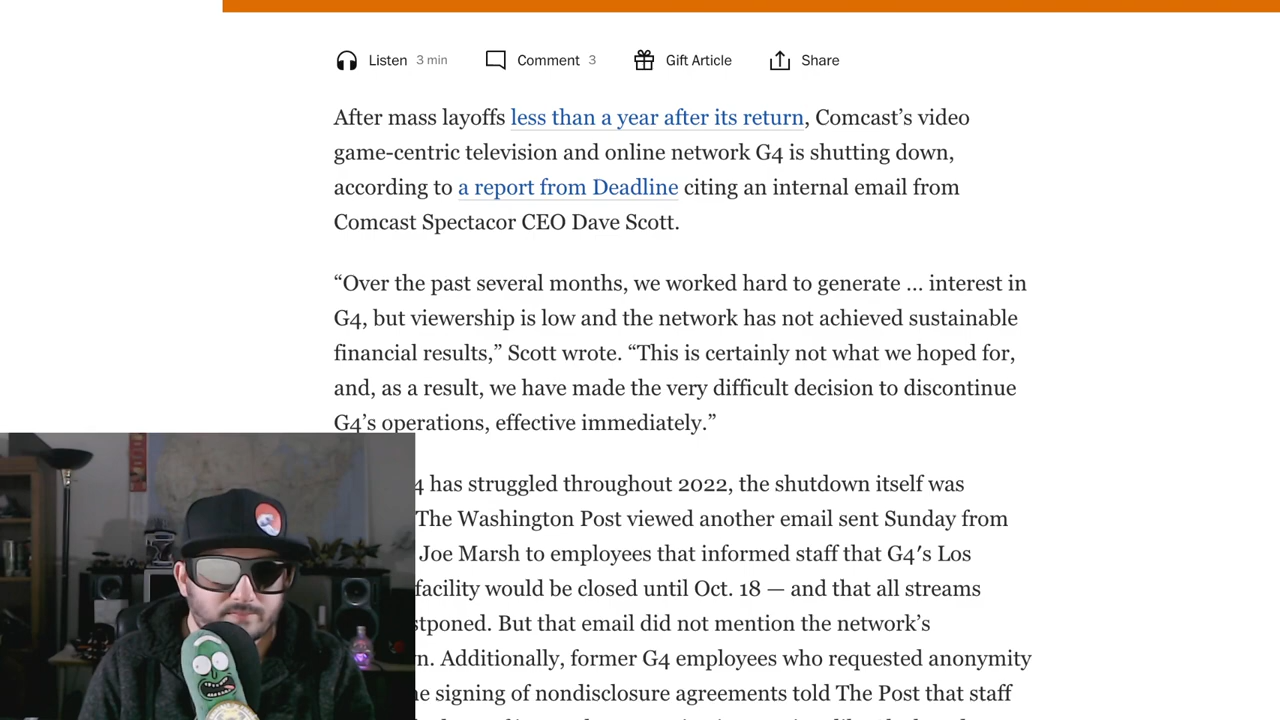 Listen 3 min Comment 3 Gift Article Share
After mass layoffs less than a year after its return, Comcast’s video
game-centric television and online network G4 is shutting down,
according to a report from Deadline citing an internal email from
Comcast Spectacor CEO Dave Scott.
“Over the past several months, we worked hard to generate … interest in
G4, but viewership is low and the network has not achieved sustainable
financial results,” Scott wrote. “This is certainly not what we hoped for,
and, as a result, we have made the very difficult decision to discontinue
G4’s operations, effective immediately.”
4 has struggled throughout 2022, the shutdown itself was
The Washington Post viewed another email sent Sunday from
Joe Marsh to employees that informed staff that G4′s Los
facility would be closed until Oct. 18 — and that all streams
stponed. But that email did not mention the network’s
n. Additionally, former G4 employees who requested anonymity
e signing of nondisclosure agreements told The Post that staff